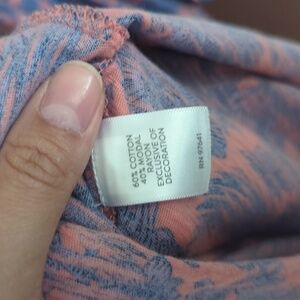 60% COTTON
40% MODAL
RAYON
EXCLUSIVE OF
DECORATION
RN 97641